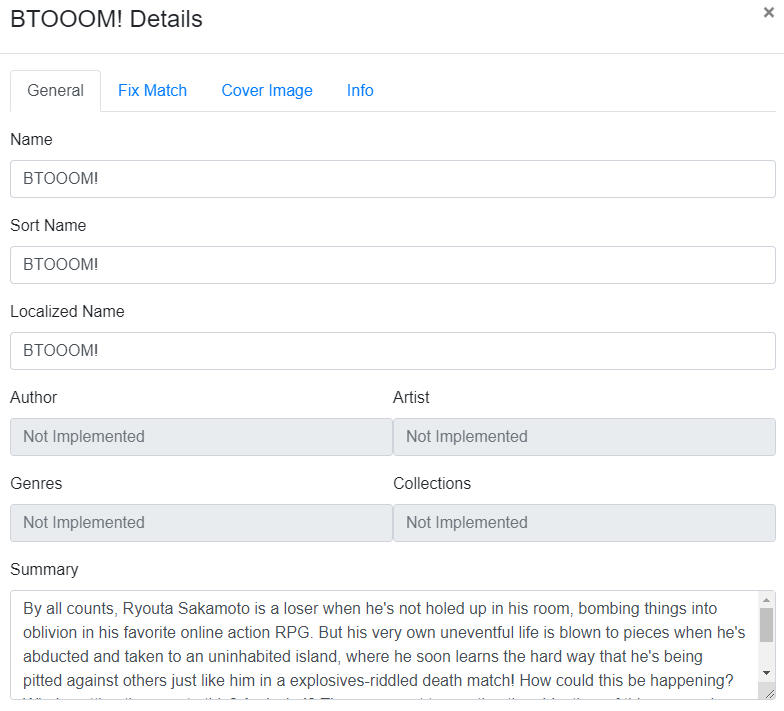 BTOOOM! Details
×
General Fix Match Cover Image Info
Name
BTOOOM!
Sort Name
BTOOOM!
Localized Name
BTOOOM!
Author Artist
Not Implemented Not Implemented
Genres Collections
Not Implemented Not Implemented
Summary
By all counts, Ryouta Sakamoto is a loser when he's not holed up in his room, bombing things into
oblivion in his favorite online action RPG. But his very own uneventful life is blown to pieces when he's
abducted and taken to an uninhabited island, where he soon learns the hard way that he's being
pitted against others just like him in a explosives-riddled death match! How could this be happening?